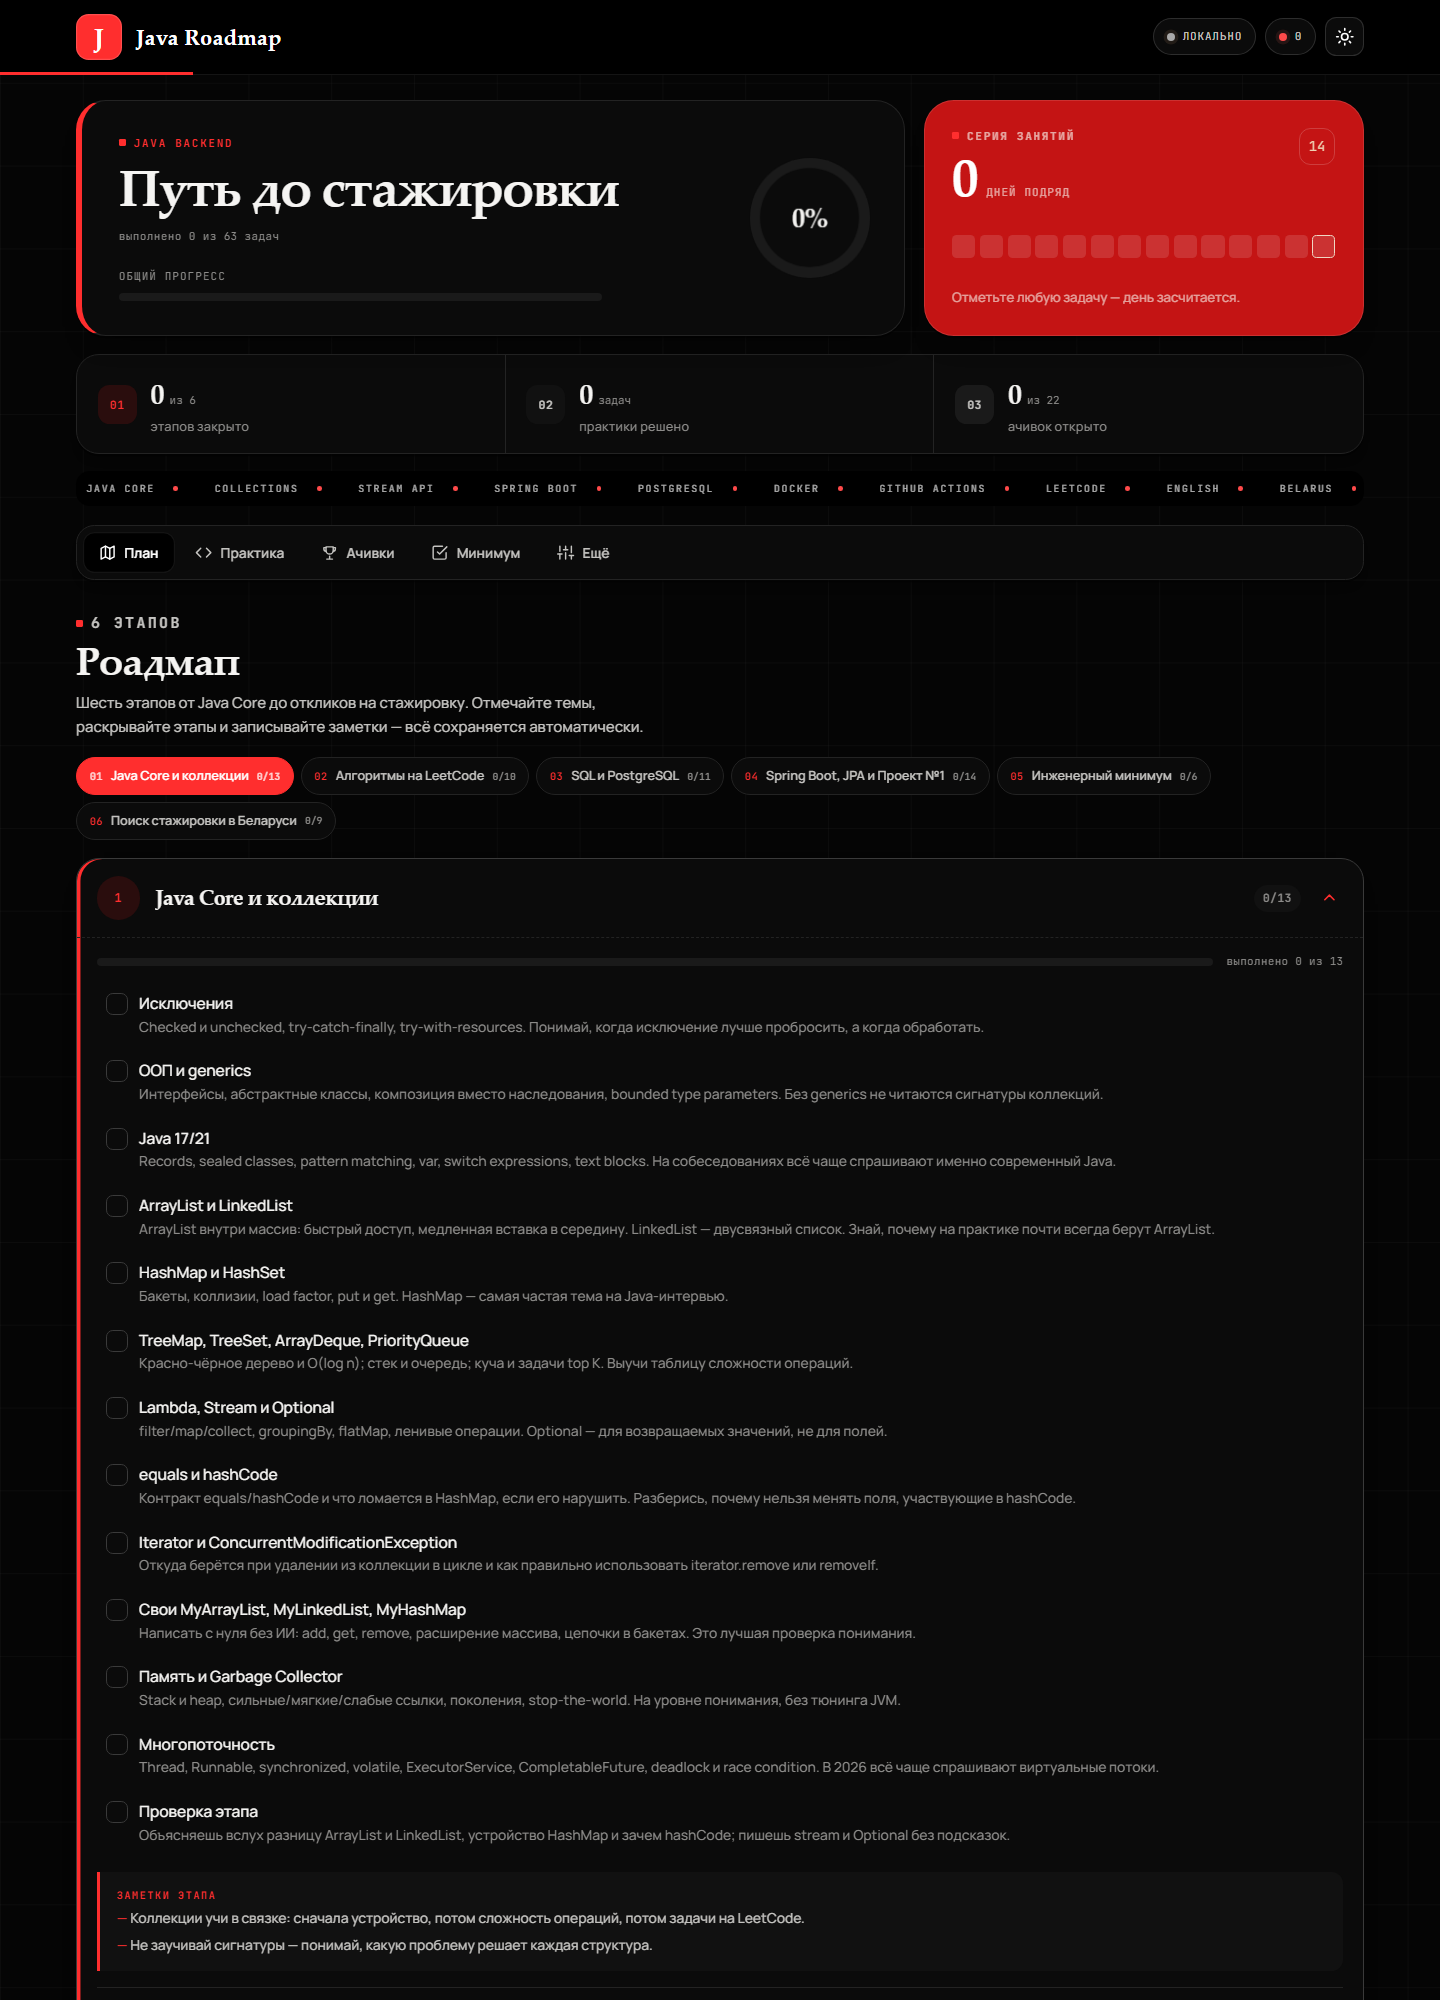 J
Java Roadmap
ЛОКАЛЬНО
0
JAVA BACKEND
Путь до стажировки
выполнено 0 из 63 задач
ОБЩИЙ ПРОГРЕСС
0%
СЕРИЯ ЗАНЯТИЙ
14
0 ДНЕЙ ПОДРЯД
Отметьте любую задачу — день засчитается.
01
0 из 6
этапов закрыто
02
0 задач
практики решено
03
0 из 22
ачивок открыто
JAVA CORE • COLLECTIONS • STREAM API • SPRING BOOT • POSTGRESQL • DOCKER • GITHUB ACTIONS • LEETCODE • ENGLISH • BELARUS •
План
Практика
Ачивки
Минимум
Ещё
6 ЭТАПОВ
Роадмап
Шесть этапов от Java Core до откликов на стажировку. Отмечайте темы,
раскрывайте этапы и записывайте заметки — всё сохраняется автоматически.
01 Java Core и коллекции 0/13
02 Алгоритмы на LeetCode 0/10
03 SQL и PostgreSQL 0/11
04 Spring Boot, JPA и Проект №1 0/14
05 Инженерный минимум 0/6
06 Поиск стажировки в Беларуси 0/9
1
Java Core и коллекции
0/13
выполнено 0 из 13
Исключения
Checked и unchecked, try-catch-finally, try-with-resources. Понимай, когда исключение лучше пробросить, а когда обработать.
ООП и generics
Интерфейсы, абстрактные классы, композиция вместо наследования, bounded type parameters. Без generics не читаются сигнатуры коллекций.
Java 17/21
Records, sealed classes, pattern matching, var, switch expressions, text blocks. На собеседованиях всё чаще спрашивают именно современный Java.
ArrayList и LinkedList
ArrayList внутри массив: быстрый доступ, медленная вставка в середину. LinkedList — двусвязный список. Знай, почему на практике почти всегда берут ArrayList.
HashMap и HashSet
Бакеты, коллизии, load factor, put и get. HashMap — самая частая тема на Java-интервью.
TreeMap, TreeSet, ArrayDeque, PriorityQueue
Красно-чёрное дерево и O(log n); стек и очередь; куча и задачи top K. Выучи таблицу сложности операций.
Lambda, Stream и Optional
filter/map/collect, groupingBy, flatMap, ленивые операции. Optional — для возвращаемых значений, не для полей.
equals и hashCode
Контракт equals/hashCode и что ломается в HashMap, если его нарушить. Разберись, почему нельзя менять поля, участвующие в hashCode.
Iterator и ConcurrentModificationException
Откуда берётся при удалении из коллекции в цикле и как правильно использовать iterator.remove или removeIf.
Свои MyArrayList, MyLinkedList, MyHashMap
Написать с нуля без ИИ: add, get, remove, расширение массива, цепочки в бакетах. Это лучшая проверка понимания.
Память и Garbage Collector
Stack и heap, сильные/мягкие/слабые ссылки, поколения, stop-the-world. На уровне понимания, без тюнинга JVM.
Многопоточность
Thread, Runnable, synchronized, volatile, ExecutorService, CompletableFuture, deadlock и race condition. В 2026 всё чаще спрашивают виртуальные потоки.
Проверка этапа
Объясняешь вслух разницу ArrayList и LinkedList, устройство HashMap и зачем hashCode; пишешь stream и Optional без подсказок.
ЗАМЕТКИ ЭТАПА
— Коллекции учи в связке: сначала устройство, потом сложность операций, потом задачи на LeetCode.
— Не заучивай сигнатуры — понимай, какую проблему решает каждая структура.